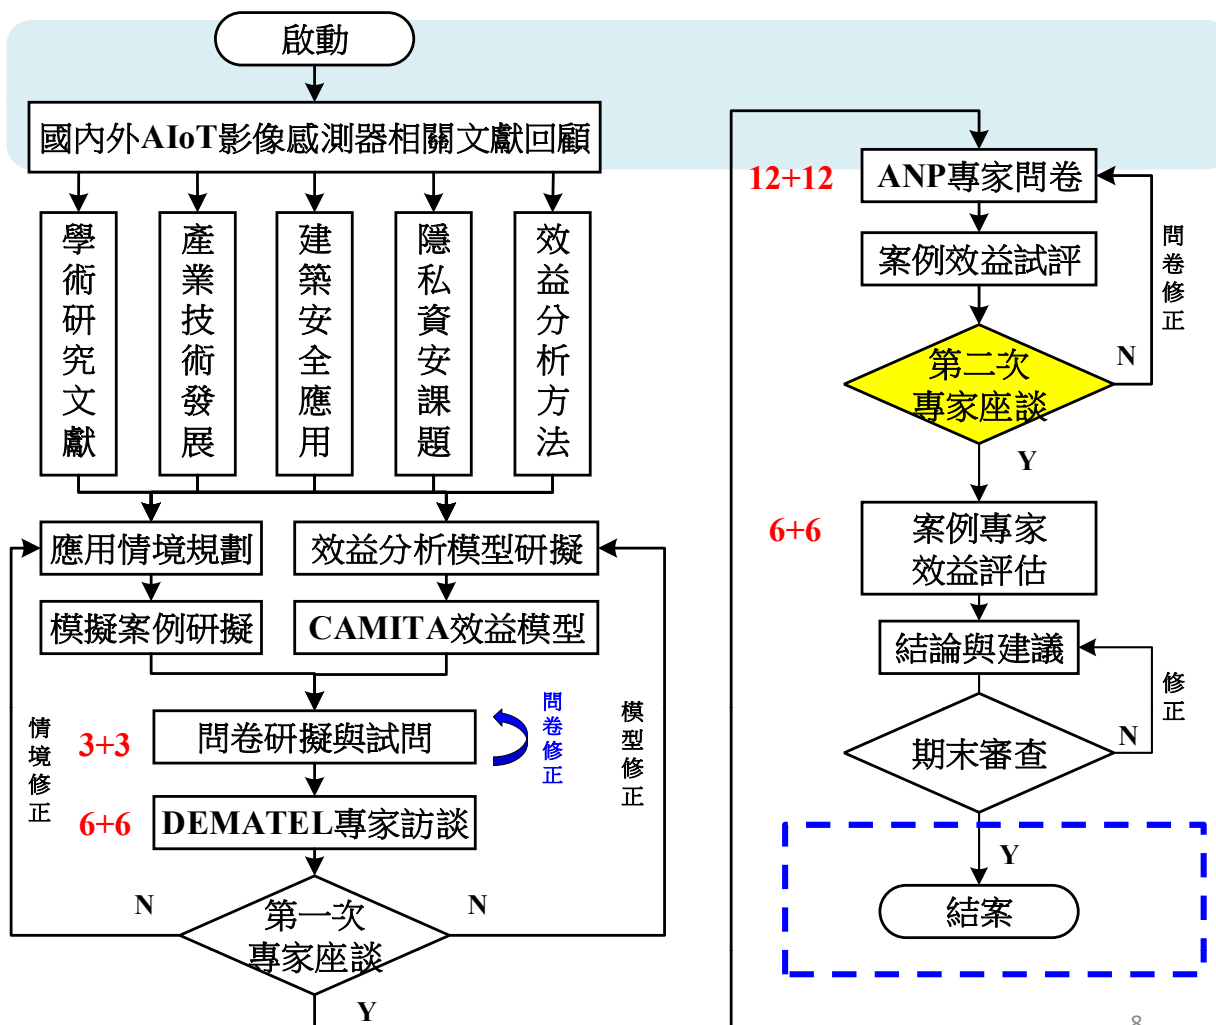 啟動
國內外AIoT影像感測器相關文獻回顧
學術研究文獻
產業技術發展
建築安全應用
隱私資安課題
效益分析方法
應用情境規劃
效益分析模型研擬
模擬案例研擬
CAMITA效益模型
問卷研擬與試問
3+3
問卷修正
情境修正
模型修正
DEMATEL專家訪談
6+6
第一次
專家座談
N
N
Y
12+12
ANP專家問卷
案例效益試評
問卷修正
第二次
專家座談
N
Y
6+6
案例專家
效益評估
結論與建議
修正
期末審查
N
Y
結案
8